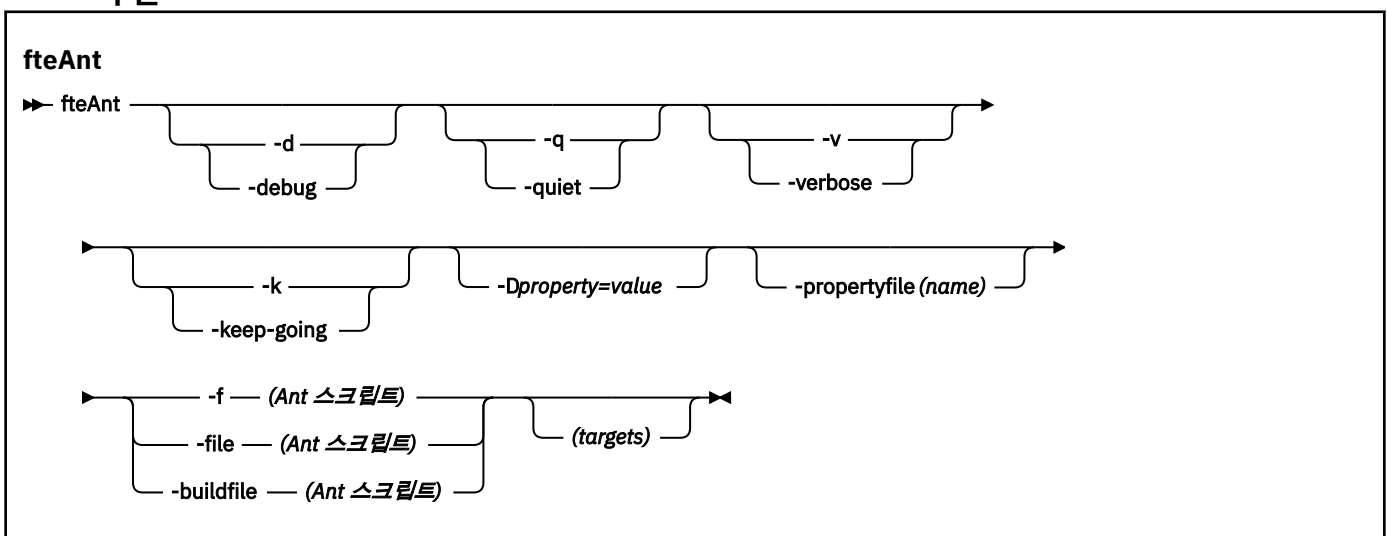 fteAnt
fteAnt
-d
-debug
-q
-quiet
-v
-verbose
-k
-keep-going
-Dproperty=value
-propertyfile (name)
-f (Ant 스크립트)
-file (Ant 스크립트)
-buildfile (Ant 스크립트)
(targets)